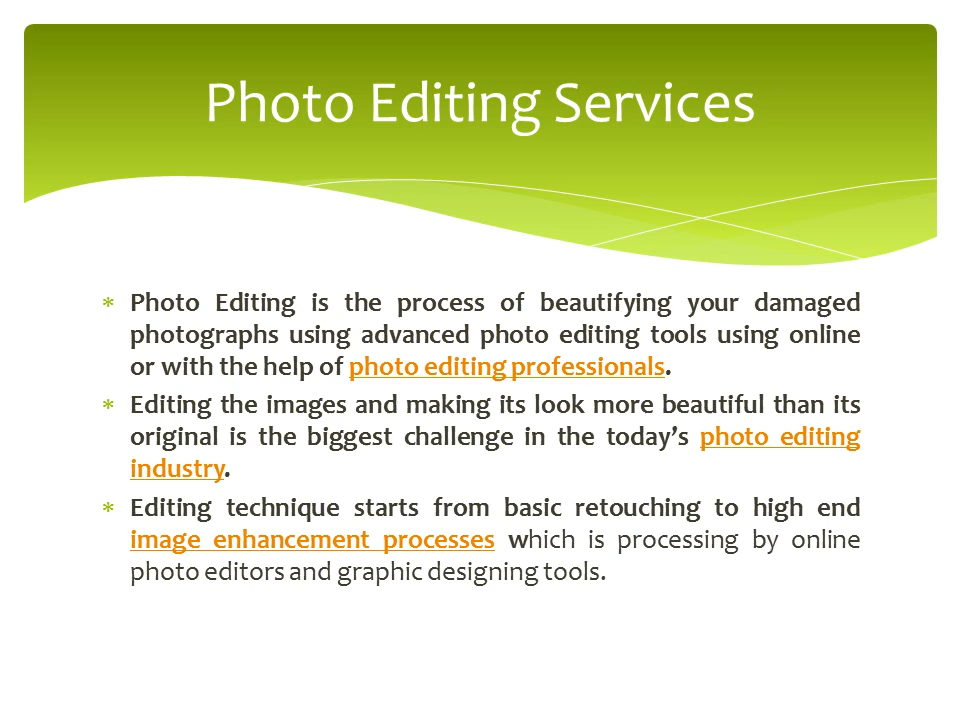 Photo Editing Services
* Photo Editing is the process of beautifying your damaged
photographs using advanced photo editing tools using online
or with the help of photo editing professionals.
* Editing the images and making its look more beautiful than its
original is the biggest challenge in the today’s photo editing
industry.
* Editing technique starts from basic retouching to high end
image enhancement processes which is processing by online
photo editors and graphic designing tools.